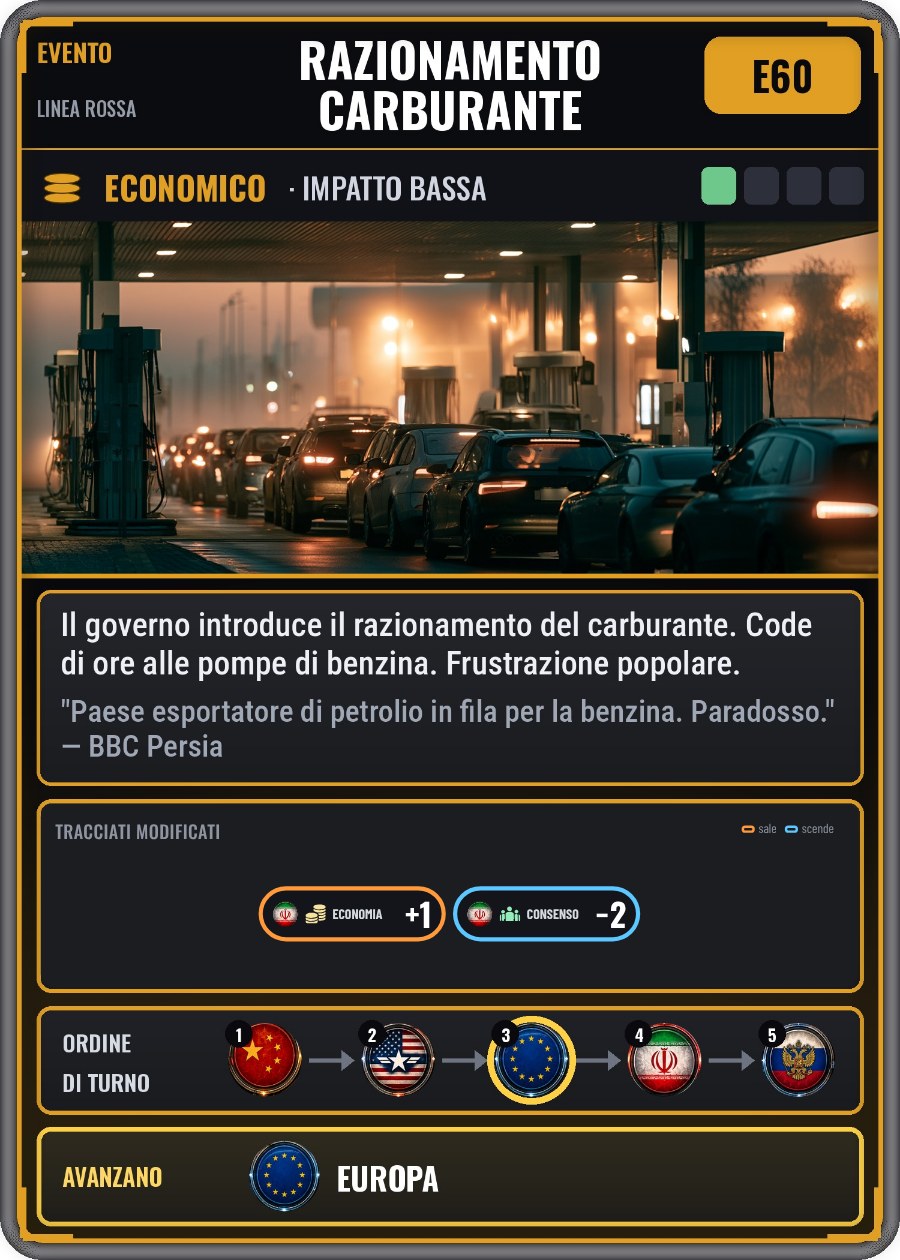 EVENTO
LINEA ROSSA
RAZIONAMENTO
CARBURANTE
E60
ECONOMICO · IMPATTO BASSA
Il governo introduce il razionamento del carburante. Code
di ore alle pompe di benzina. Frustrazione popolare.
"Paese esportatore di petrolio in fila per la benzina. Paradosso."
— BBC Persia
TRACCIATI MODIFICATI
sale scende
ECONOMIA +1
CONSENSO -2
ORDINE
DI TURNO
1 2 3 4 5
AVANZANO EUROPA